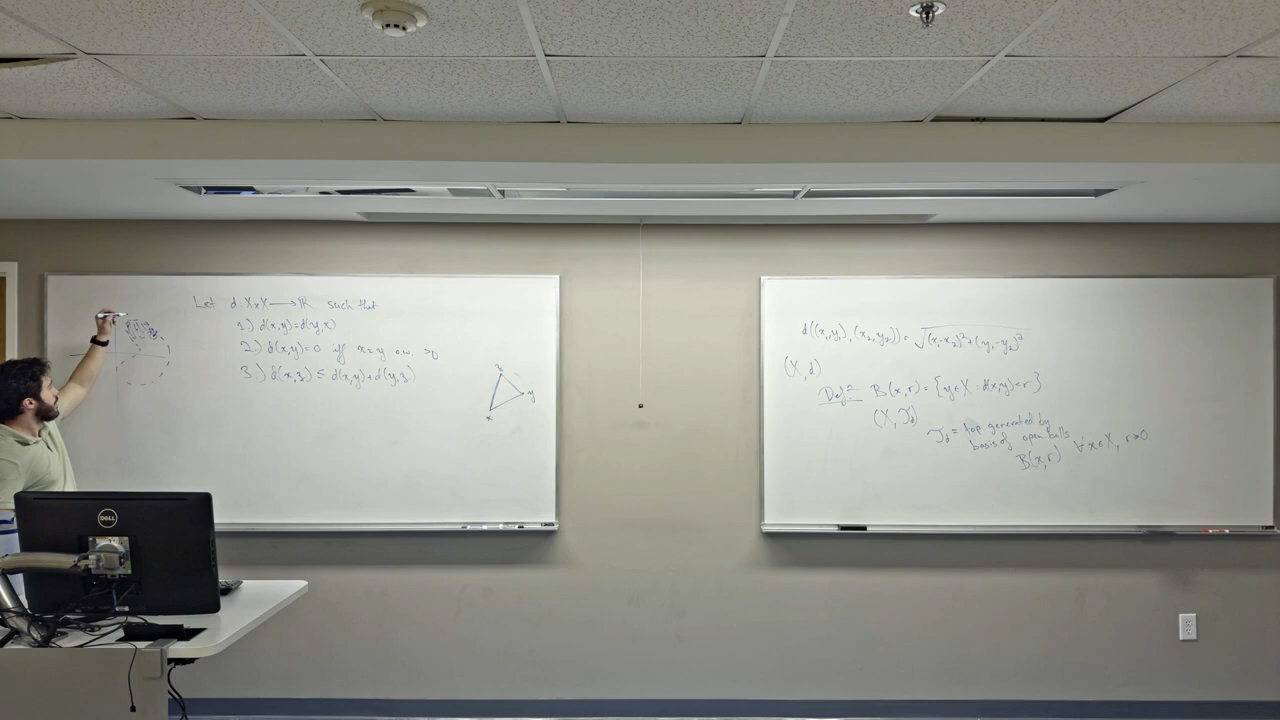 Let d: X x X → ℝ such that
1.) d(x,y)=d(y,x)
2.) d(x,y)=0 iff x=y o.w. >0
3.) d(x,z) ≤ d(x,y)+d(y,z)
z
y
x
d((x₁,y₁),(x₂,y₂)) = √(x₁-x₂)²+(y₁-y₂)²
(X,d)
Defn B(x,r) = {y∈X : d(x,y)<r}
(X,𝒯d)
𝒯d = top generated by
basis of open balls ∀x∈X, r>0
B(x,r)
DELL